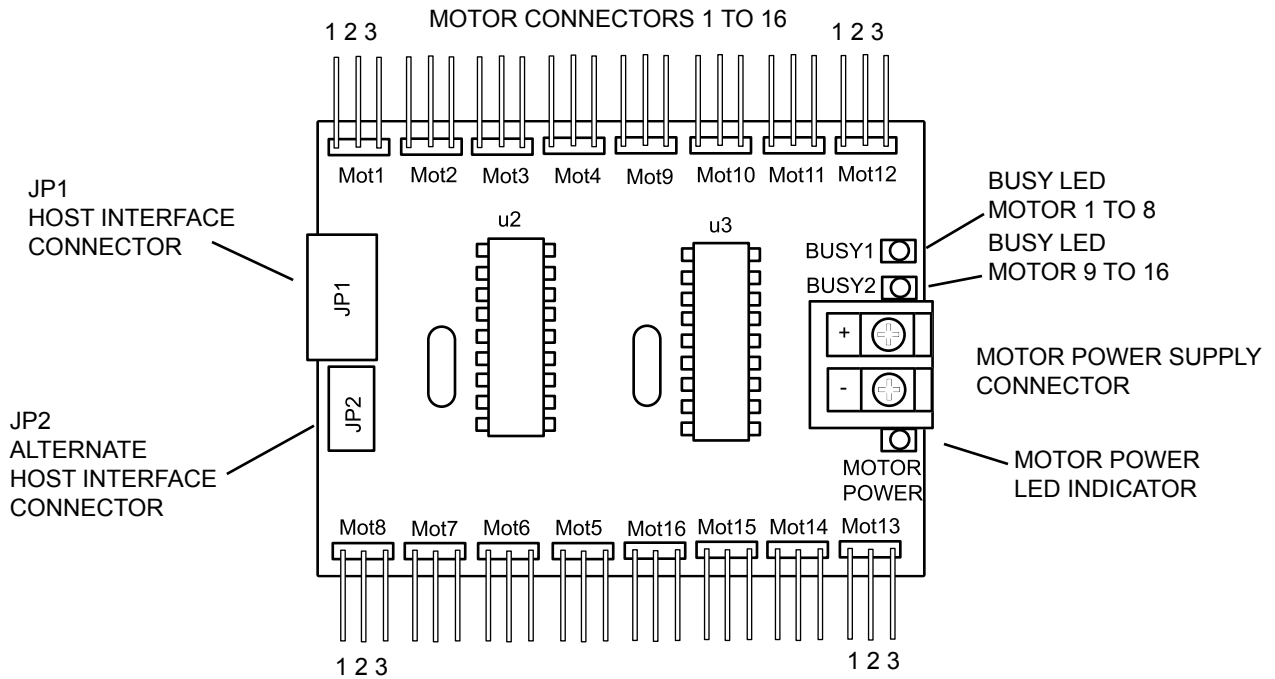 MOTOR CONNECTORS 1 TO 16
1 2 3
1 2 3
Mot1 Mot2 Mot3 Mot4 Mot9 Mot10 Mot11 Mot12
JP1
HOST INTERFACE
CONNECTOR
u2
u3
BUSY LED
MOTOR 1 TO 8
BUSY LED
MOTOR 9 TO 16
BUSY1
BUSY2
JP1
+
-
MOTOR POWER SUPPLY
CONNECTOR
JP2
JP2
ALTERNATE
HOST INTERFACE
CONNECTOR
MOTOR
POWER
MOTOR POWER
LED INDICATOR
Mot8 Mot7 Mot6 Mot5 Mot16 Mot15 Mot14 Mot13
1 2 3
1 2 3